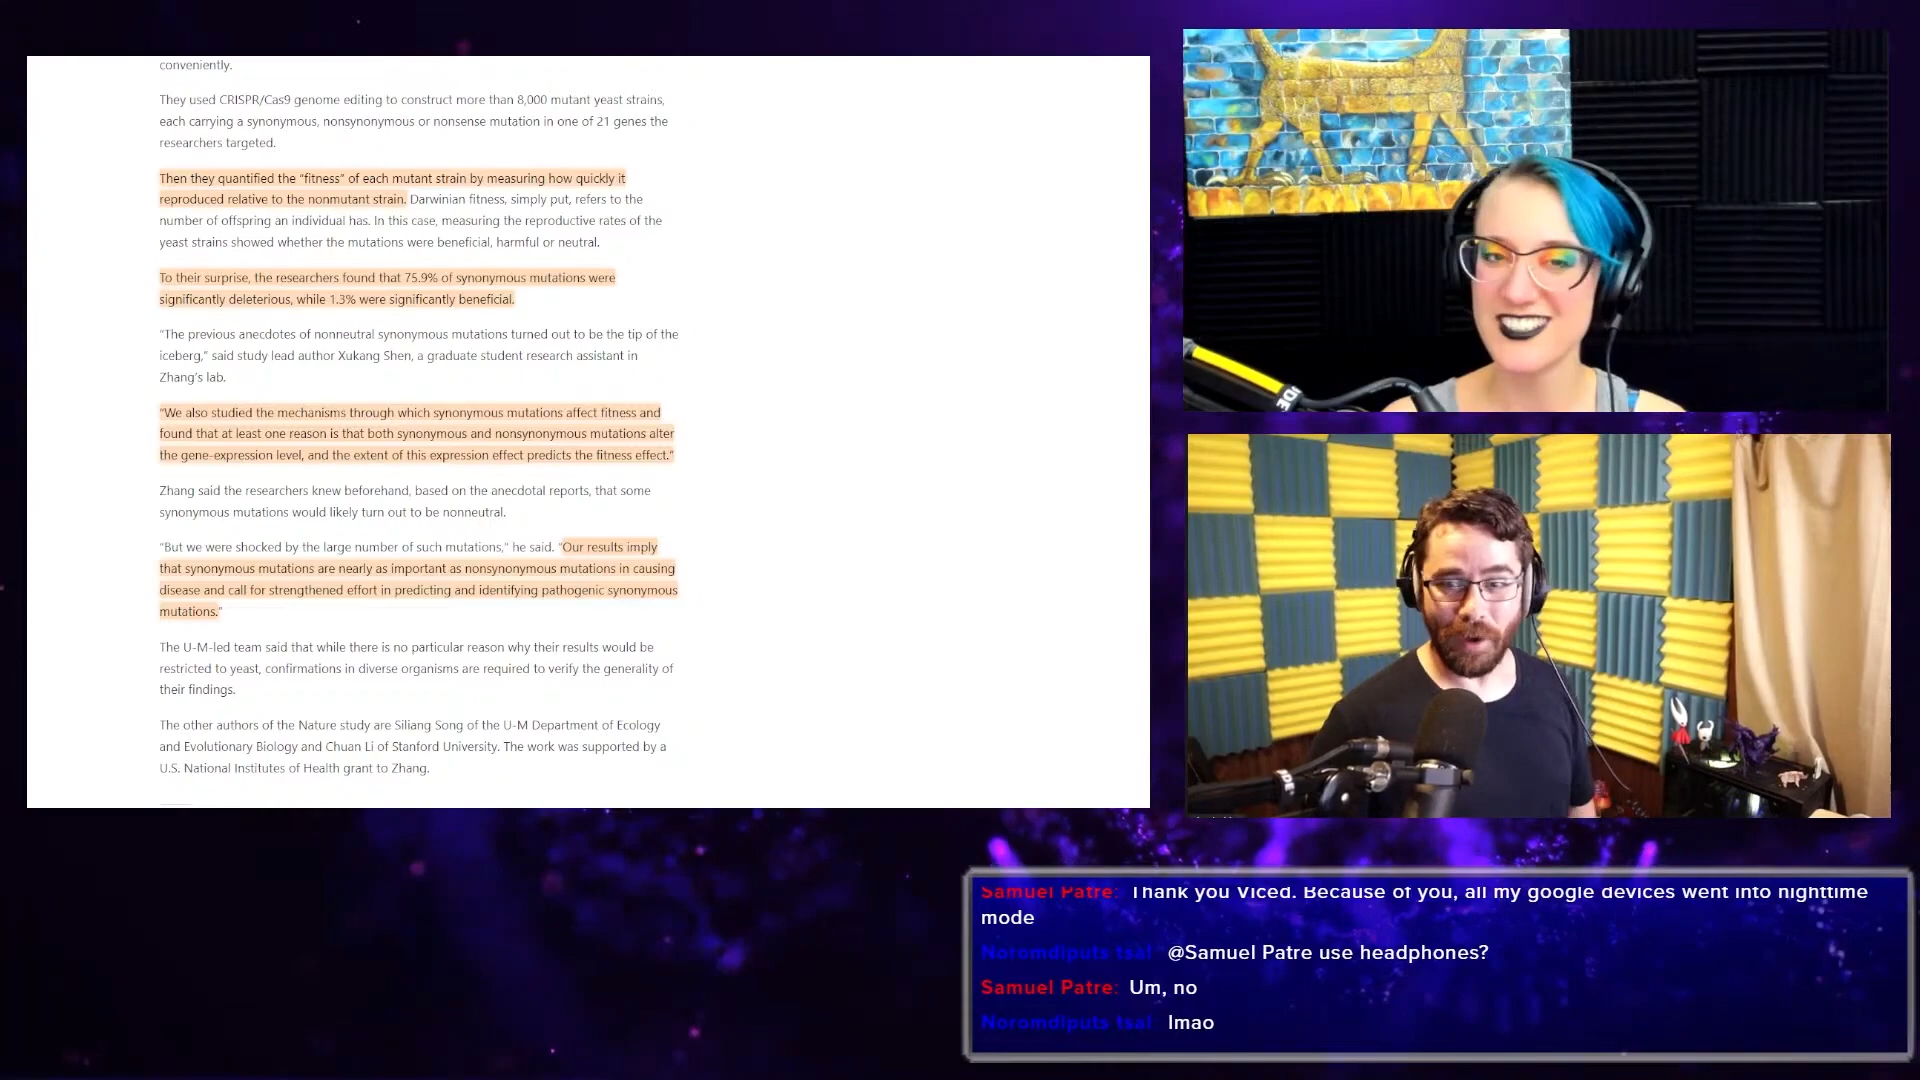 conveniently.
They used CRISPR/Cas9 genome editing to construct more than 8,000 mutant yeast strains,
each carrying a synonymous, nonsynonymous or nonsense mutation in one of 21 genes the
researchers targeted.
Then they quantified the “fitness” of each mutant strain by measuring how quickly it
reproduced relative to the nonmutant strain. Darwinian fitness, simply put, refers to the
number of offspring an individual has. In this case, measuring the reproductive rates of the
yeast strains showed whether the mutations were beneficial, harmful or neutral.
To their surprise, the researchers found that 75.9% of synonymous mutations were
significantly deleterious, while 1.3% were significantly beneficial.
“The previous anecdotes of nonneutral synonymous mutations turned out to be the tip of the
iceberg,” said study lead author Xukang Shen, a graduate student research assistant in
Zhang’s lab.
“We also studied the mechanisms through which synonymous mutations affect fitness and
found that at least one reason is that both synonymous and nonsynonymous mutations alter
the gene-expression level, and the extent of this expression effect predicts the fitness effect.”
Zhang said the researchers knew beforehand, based on the anecdotal reports, that some
synonymous mutations would likely turn out to be nonneutral.
“But we were shocked by the large number of such mutations,” he said. “Our results imply
that synonymous mutations are nearly as important as nonsynonymous mutations in causing
disease and call for strengthened effort in predicting and identifying pathogenic synonymous
mutations.”
The U-M-led team said that while there is no particular reason why their results would be
restricted to yeast, confirmations in diverse organisms are required to verify the generality of
their findings.
The other authors of the Nature study are Siliang Song of the U-M Department of Ecology
and Evolutionary Biology and Chuan Li of Stanford University. The work was supported by a
U.S. National Institutes of Health grant to Zhang.
Samuel Patre: Thank you Viced. Because of you, all my google devices went into nighttime
mode
Noromdiputs tsal @Samuel Patre use headphones?
Samuel Patre: Um, no
Noromdiputs tsal lmao